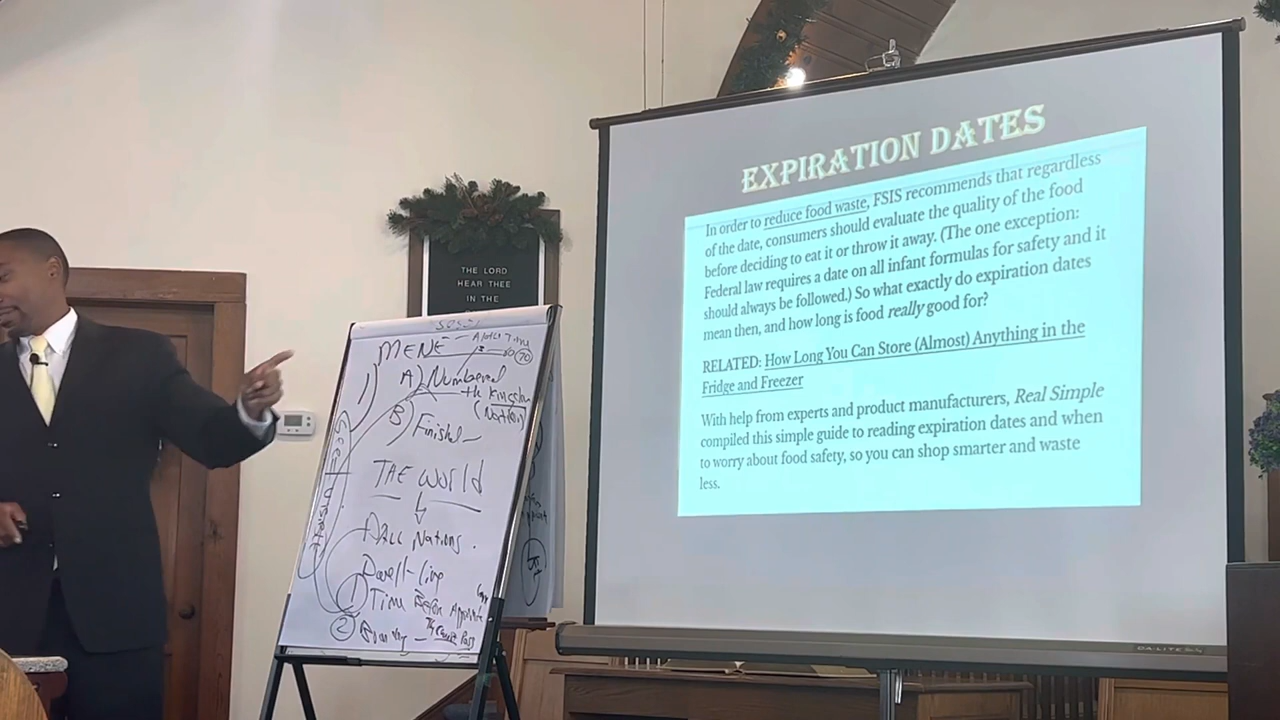 EXPIRATION DATES
In order to reduce food waste, FSIS recommends that regardless
of the date, consumers should evaluate the quality of the food
before deciding to eat it or throw it away. (The one exception:
Federal law requires a date on all infant formulas for safety and it
should always be followed.) So what exactly do expiration dates
mean then, and how long is food really good for?
RELATED: How Long You Can Store (Almost) Anything in the
Fridge and Freezer
With help from experts and product manufacturers, Real Simple
compiled this simple guide to reading expiration dates and when
to worry about food safety, so you can shop smarter and waste
less.
DA-LITE
THE LORD
HEAR THEE
IN THE
MENE
70
1)
A) Numbered
the Kingdom
B) Finished
THE World
ALL Nations.
1 Time Before
2